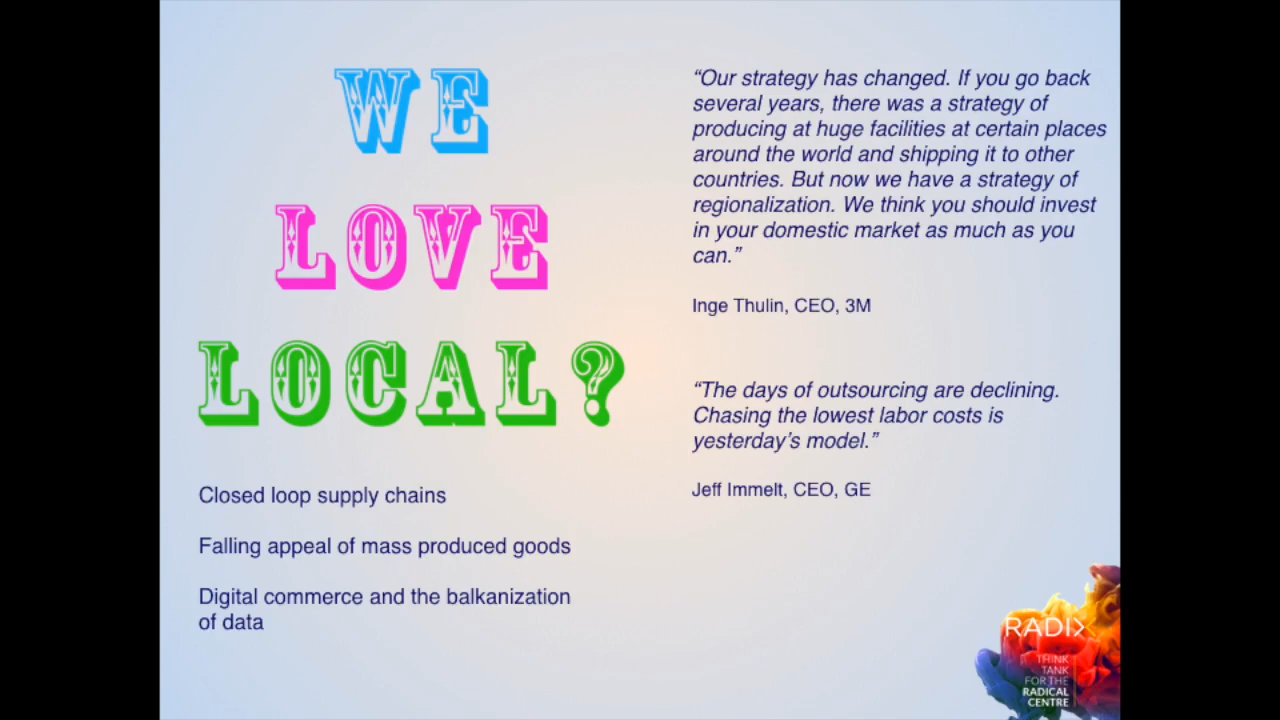 WE
LOVE
LOCAL?
Closed loop supply chains
Falling appeal of mass produced goods
Digital commerce and the balkanization
of data
“Our strategy has changed. If you go back
several years, there was a strategy of
producing at huge facilities at certain places
around the world and shipping it to other
countries. But now we have a strategy of
regionalization. We think you should invest
in your domestic market as much as you
can.”
Inge Thulin, CEO, 3M
“The days of outsourcing are declining.
Chasing the lowest labor costs is
yesterday’s model.”
Jeff Immelt, CEO, GE
RADIX
THINK
TANK
FOR THE
RADICAL
CENTRE